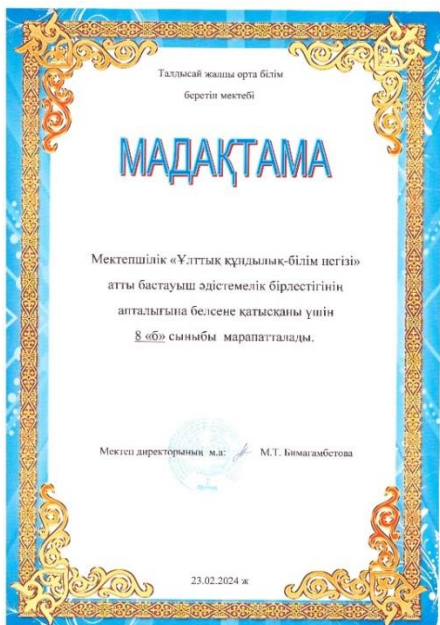 Талдысай жалпы орта білім
беретін мектебі
МАДАҚТАМА
Мектепшілік «Ұлттық құндылық-білім негізі»
атты бастауыш әдістемелік бірлестігінің
апталығына белсене қатысқаны үшін
8 «б» сыныбы марапатталады.
Мектеп директорының м.а: М.Т. Бимагамбетова
23.02.2024 ж